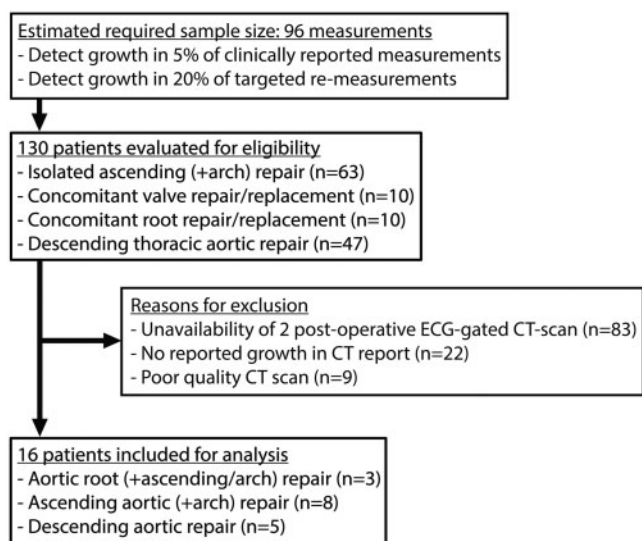 Estimated required sample size: 96 measurements
- Detect growth in 5% of clinically reported measurements
- Detect growth in 20% of targeted re-measurements
130 patients evaluated for eligibility
- Isolated ascending (+arch) repair (n=63)
- Concomitant valve repair/replacement (n=10)
- Concomitant root repair/replacement (n=10)
- Descending thoracic aortic repair (n=47)
Reasons for exclusion
- Unavailability of 2 post-operative ECG-gated CT-scan (n=83)
- No reported growth in CT report (n=22)
- Poor quality CT scan (n=9)
16 patients included for analysis
- Aortic root (+ascending/arch) repair (n=3)
- Ascending aortic (+arch) repair (n=8)
- Descending aortic repair (n=5)